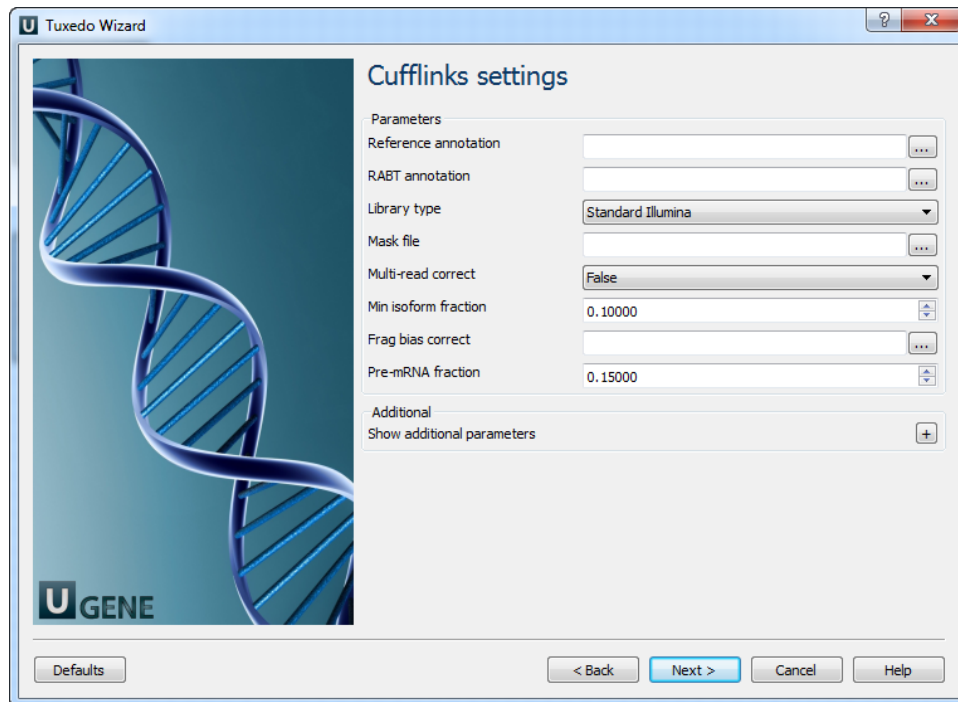 U Tuxedo Wizard
Cufflinks settings
Parameters
Reference annotation ...
RABT annotation ...
Library type Standard Illumina
Mask file ...
Multi-read correct False
Min isoform fraction 0.10000
Frag bias correct ...
Pre-mRNA fraction 0.15000
Additional
Show additional parameters +
U GENE
Defaults < Back Next > Cancel Help